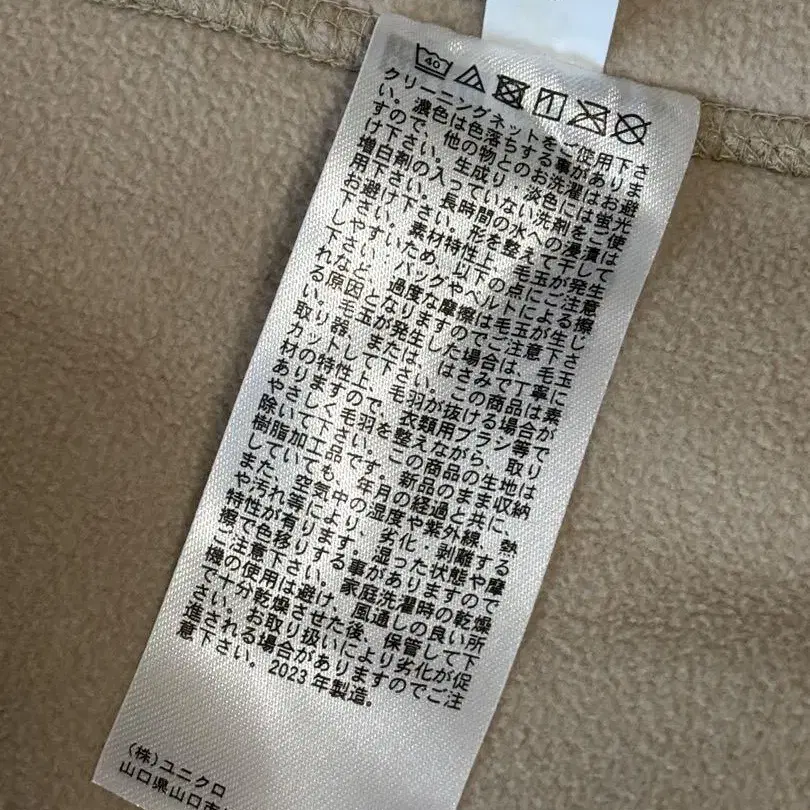 40
クリーニングネットをご使用下さ
い。濃色は色落ちする事がありま
すので、他の物とのお洗濯はお避
け下さい。生成り・淡色には蛍光
増白剤の入っていない洗剤をご使
用下さい。長時間の水への浸漬は
お避け下さい。形を整えて干して
下さい。素材特性上、毛玉が発生
しやすいため、以下の点にご注意
下さい。バッグやベルトによる擦
れなど、過度な摩擦は毛玉が生じ
る原因となりますのでご注意下さ
い。毛玉が発生した場合は、毛玉
取り器、または、はさみで丁寧に
カットして下さい。この商品は素
材の特性上、毛羽が抜ける場合が
ありますので、衣類用ブラシ等で
やさしく毛羽を整えながら、取り
除いて下さい。この商品の生地は
樹脂加工品です。新品のまま収納
していても、年月の経過と共に、
また、空気中の湿度や紫外線、熱
や汚れ等により、劣化・剥離する
特性が有ります。湿った状態や摩
擦で色移りする事がありますので
ご注意下さい。家庭洗濯時の乾燥
機の使用は避け、風通しの良い所
で十分乾燥させた後、保管して下
さい。お取り扱いにより劣化が促
進される場合がありますのでご注
意下さい。2023年製造。
(株)ユニクロ
山口県山口市